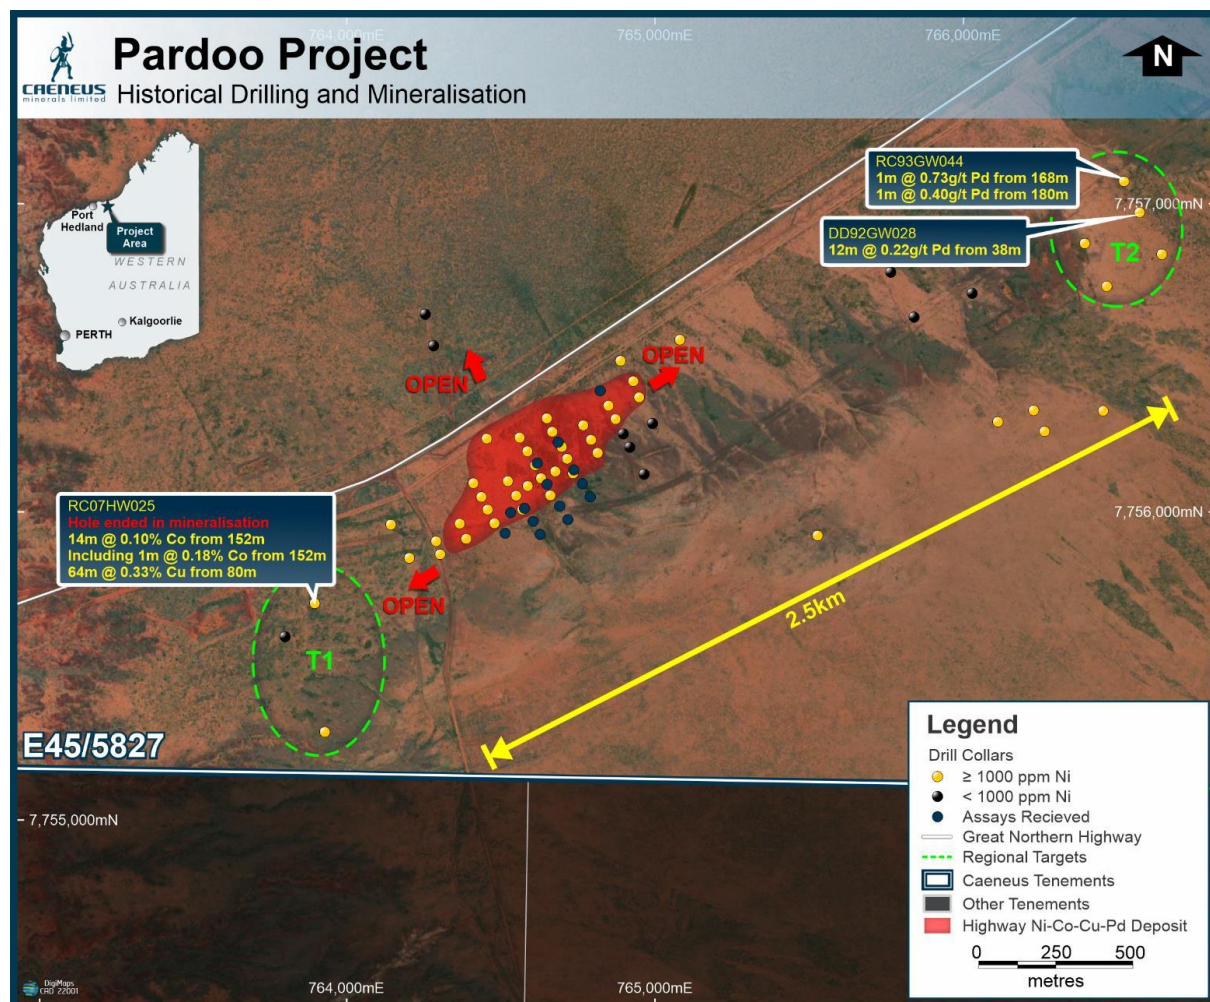 764,000mE
765,000mE
766,000mE
N
CAENEUS
minerals limited
Pardoo Project
Historical Drilling and Mineralisation
Port
Hedland
Project
Area
WESTERN
AUSTRALIA
Kalgoorlie
PERTH
RC93GW044
1m @ 0.73g/t Pd from 168m
1m @ 0.40g/t Pd from 180m
7,757,000mN
DD92GW028
12m @ 0.22g/t Pd from 38m
T2
OPEN
OPEN
RC07HW025
Hole ended in mineralisation
14m @ 0.10% Co from 152m
Including 1m @ 0.18% Co from 152m
64m @ 0.33% Cu from 80m
7,756,000mN
OPEN
2.5km
T1
E45/5827
7,755,000mN
Legend
Drill Collars
≥ 1000 ppm Ni
< 1000 ppm Ni
Assays Recieved
Great Northern Highway
Regional Targets
Caeneus Tenements
Other Tenements
Highway Ni-Co-Cu-Pd Deposit
0 250 500
metres
DigiMaps
CAD 22001
764,000mE
765,000mE